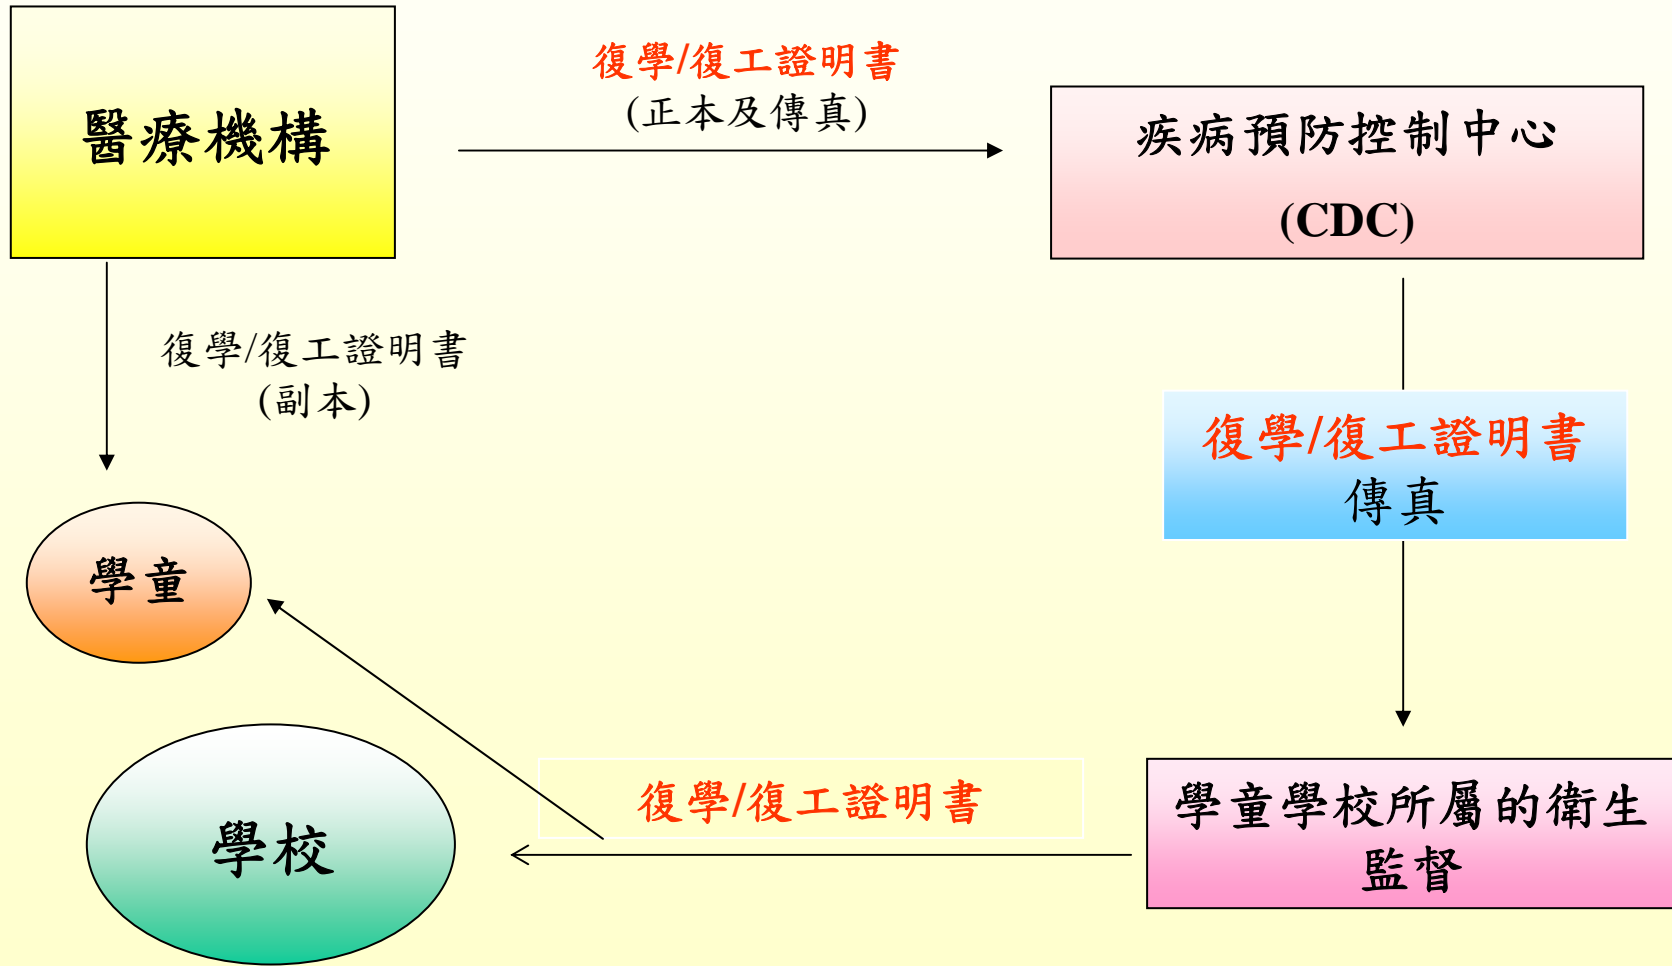 醫療機構
復學/復工證明書
(正本及傳真)
疾病預防控制中心
(CDC)
復學/復工證明書
(副本)
復學/復工證明書
傳真
學童
學校
復學/復工證明書
學童學校所屬的衛生
監督